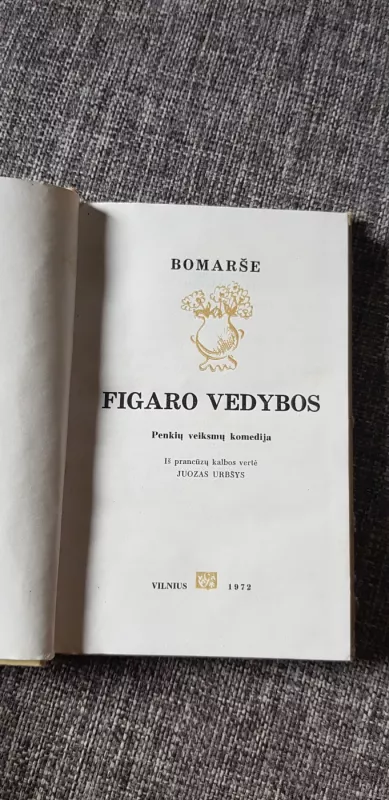 BOMARŠE
FIGARO VEDYBOS
Penkių veiksmų komedija
Iš prancūzų kalbos vertė
JUOZAS URBŠYS
VILNIUS 1972